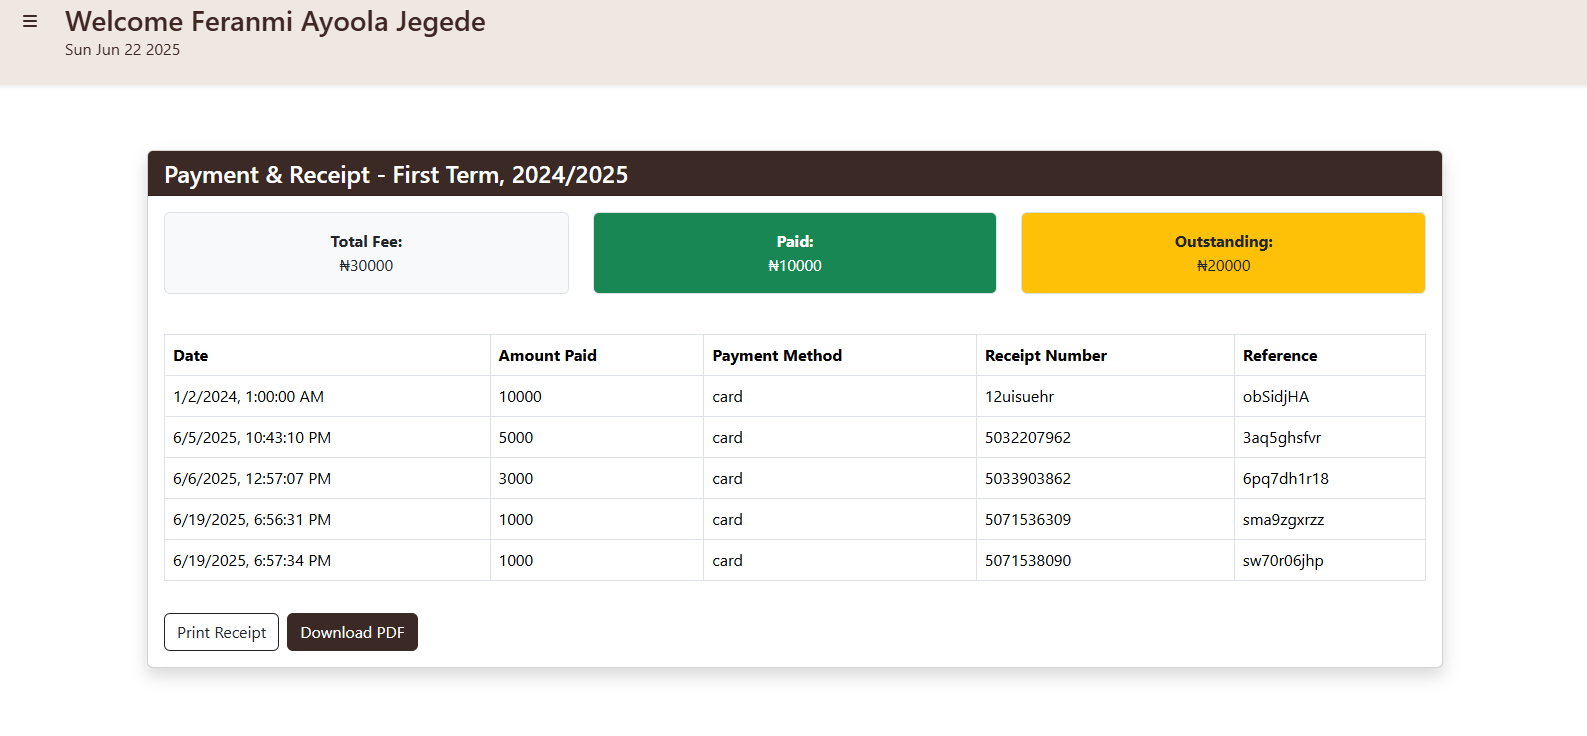 Welcome Feranmi Ayoola Jegede
Sun Jun 22 2025
Payment & Receipt - First Term, 2024/2025
Total Fee:
₦30000
Paid:
₦10000
Outstanding:
₦20000
Date Amount Paid Payment Method Receipt Number Reference
1/2/2024, 1:00:00 AM 10000 card 12uisuehr obSidjHA
6/5/2025, 10:43:10 PM 5000 card 5032207962 3aq5ghsfvr
6/6/2025, 12:57:07 PM 3000 card 5033903862 6pq7dh1r18
6/19/2025, 6:56:31 PM 1000 card 5071536309 sma9zgxrzz
6/19/2025, 6:57:34 PM 1000 card 5071538090 sw70r06jhp
Print Receipt Download PDF